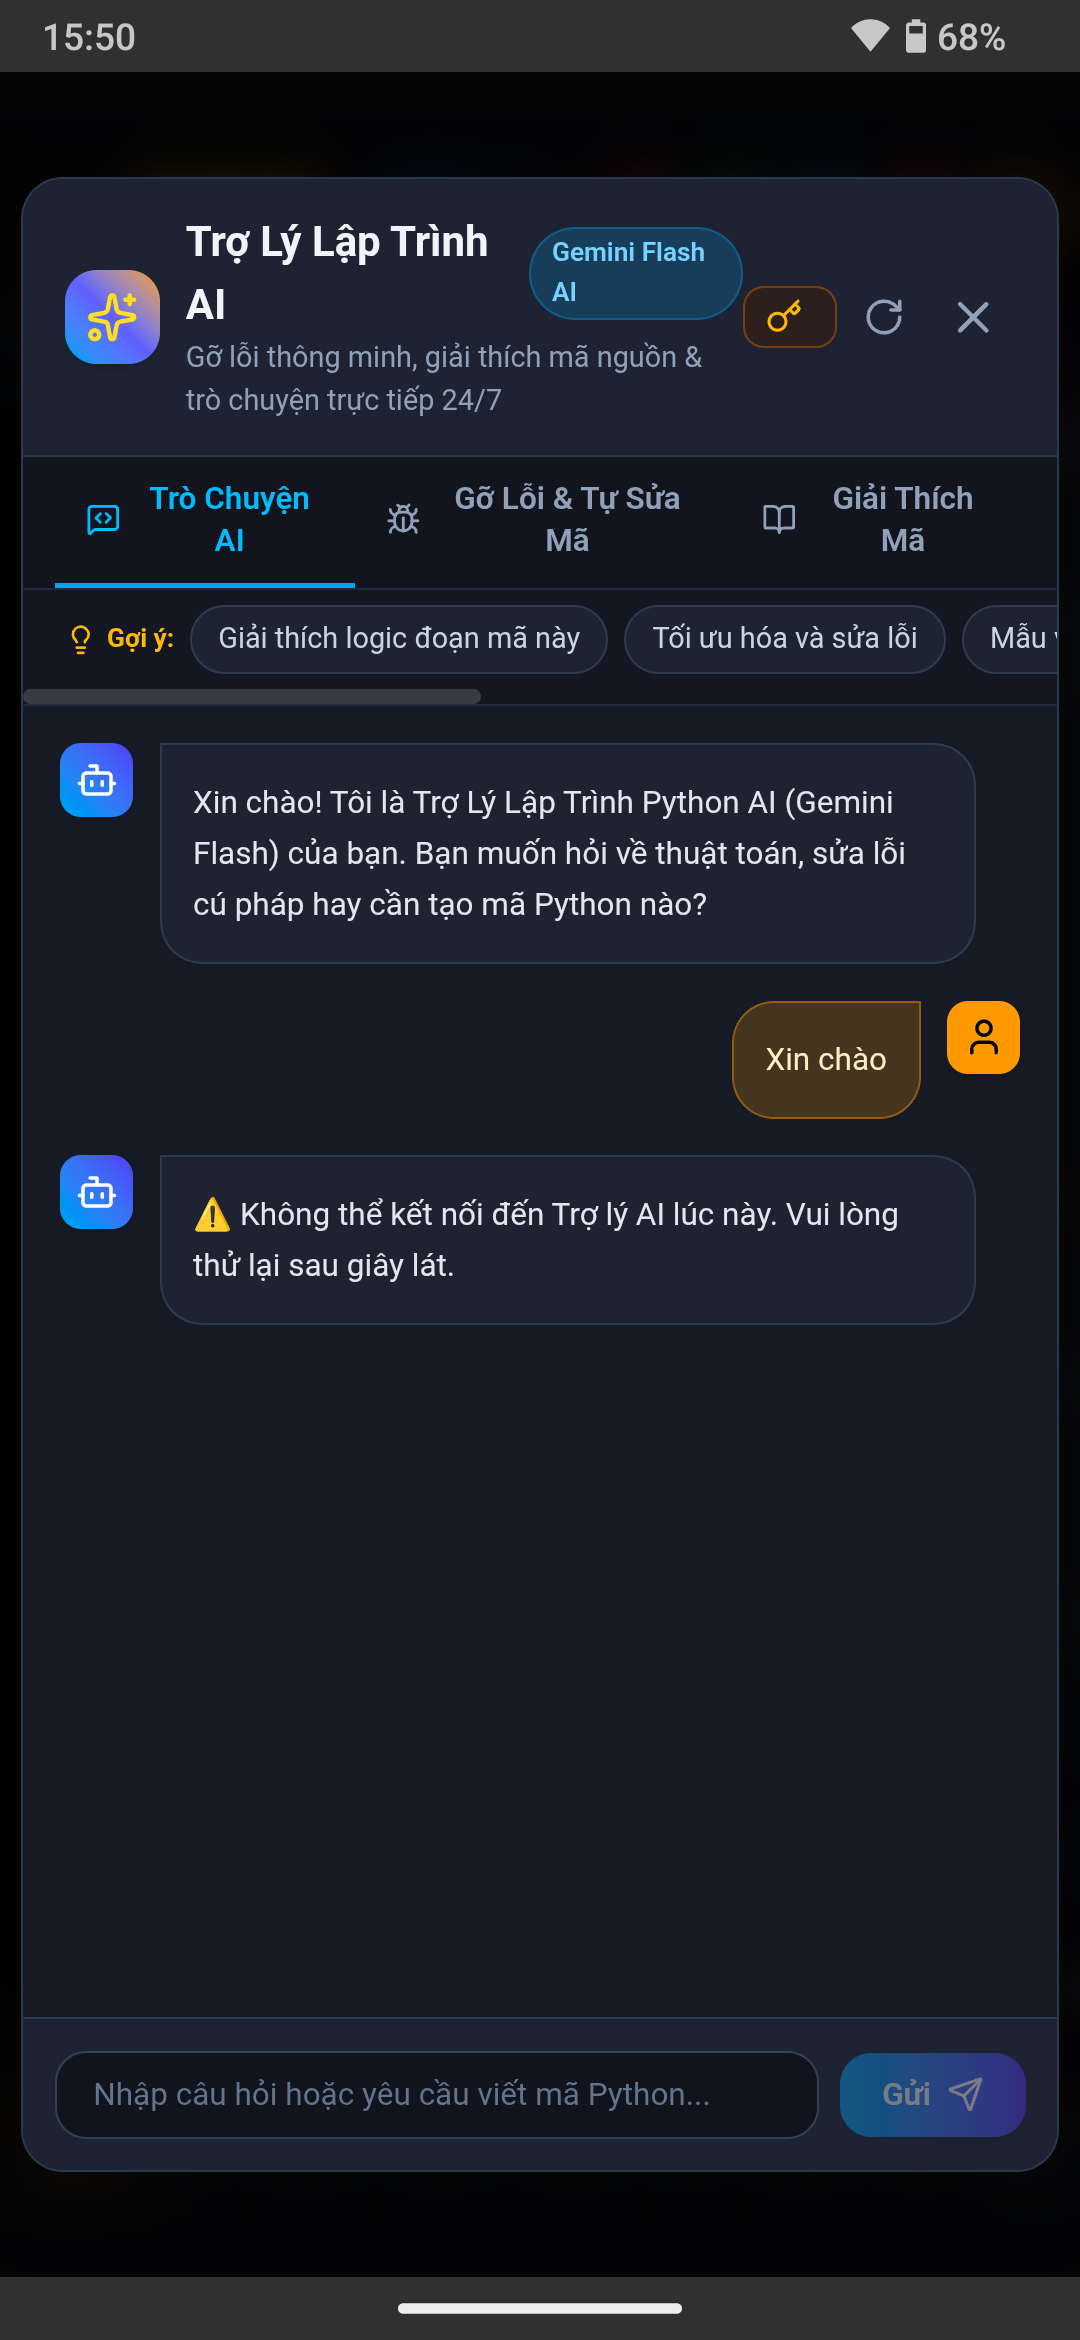 15:50
68%
Trợ Lý Lập Trình
AI
Gemini Flash
AI
Gỡ lỗi thông minh, giải thích mã nguồn &
trò chuyện trực tiếp 24/7
Trò Chuyện
AI
Gỡ Lỗi & Tự Sửa
Mã
Giải Thích
Mã
Gợi ý:
Giải thích logic đoạn mã này
Tối ưu hóa và sửa lỗi
Mẫu
Xin chào! Tôi là Trợ Lý Lập Trình Python AI (Gemini
Flash) của bạn. Bạn muốn hỏi về thuật toán, sửa lỗi
cú pháp hay cần tạo mã Python nào?
Xin chào
⚠️ Không thể kết nối đến Trợ lý AI lúc này. Vui lòng
thử lại sau giây lát.
Nhập câu hỏi hoặc yêu cầu viết mã Python...
Gửi